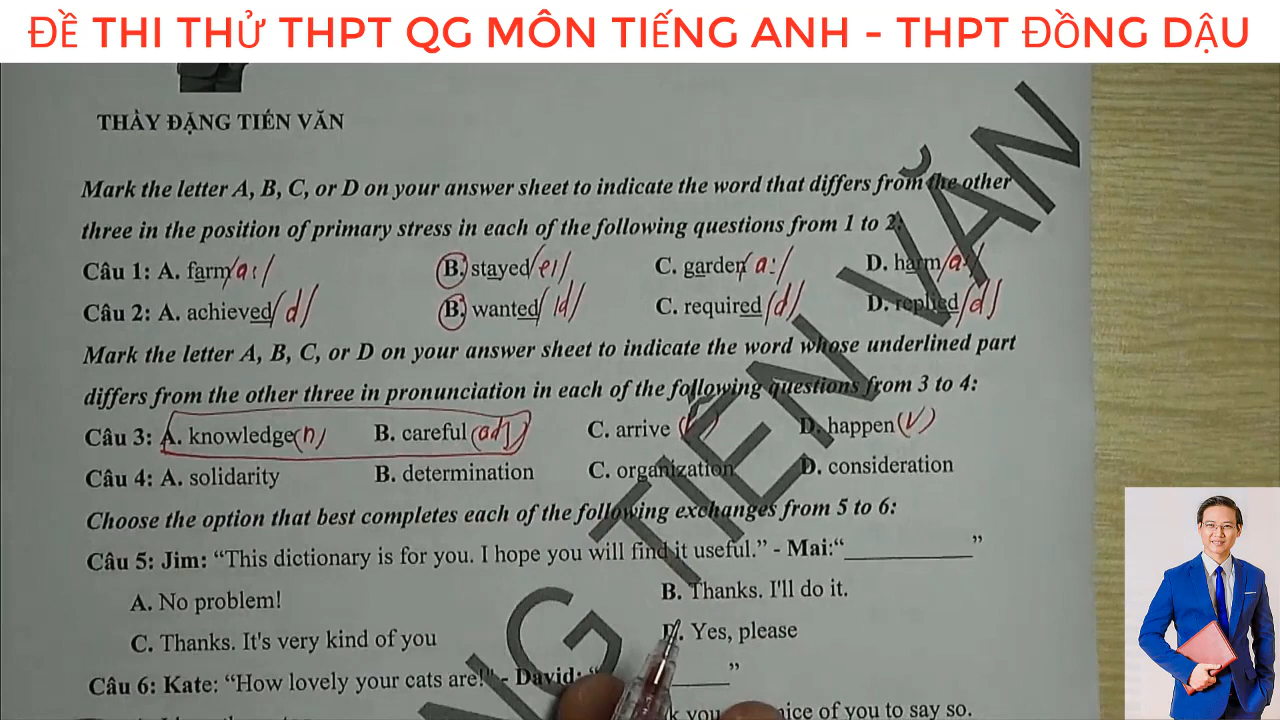 ĐỀ THI THỬ THPT QG MÔN TIẾNG ANH - THPT ĐỒNG DẬU
THẦY ĐẶNG TIẾN VĂN
Mark the letter A, B, C, or D on your answer sheet to indicate the word that differs from the other
three in the position of primary stress in each of the following questions from 1 to 2:
Câu 1: A. farm /a:/ B. stayed /ei/ C. garden /a:/ D. harm /a:/
Câu 2: A. achieved /d/ B. wanted /id/ C. required /d/ D. replied /d/
Mark the letter A, B, C, or D on your answer sheet to indicate the word whose underlined part
differs from the other three in pronunciation in each of the following questions from 3 to 4:
Câu 3: A. knowledge (n) B. careful (adj) C. arrive D. happen (v)
Câu 4: A. solidarity B. determination C. organization D. consideration
Choose the option that best completes each of the following exchanges from 5 to 6:
Câu 5: Jim: “This dictionary is for you. I hope you will find it useful.” - Mai:“____________”
A. No problem! B. Thanks. I'll do it.
C. Thanks. It's very kind of you D. Yes, please
Câu 6: Kate: “How lovely your cats are!” - David: “______”
you nice of you to say so.
TIẾN VĂN